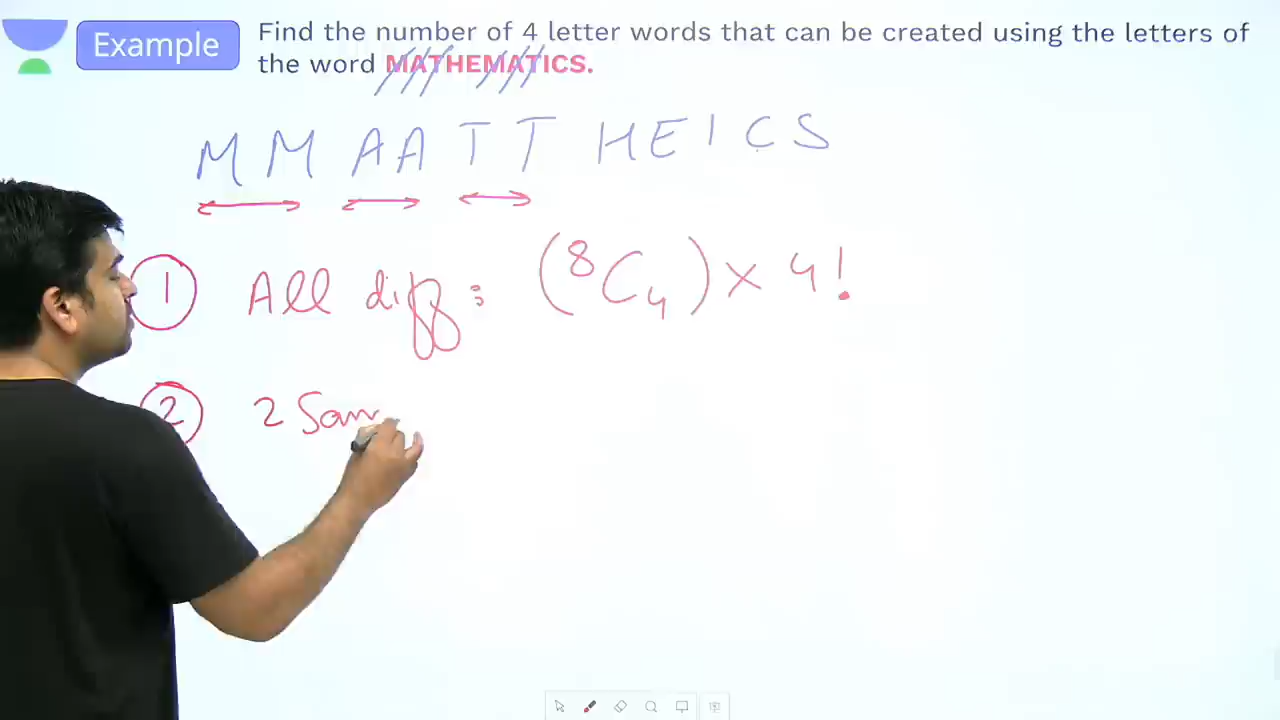 Example
Find the number of 4 letter words that can be created using the letters of
the word MATHEMATICS.
M M A A T T H E I C S
1 All diff : (⁸C₄) × 4!
2 2 Sam